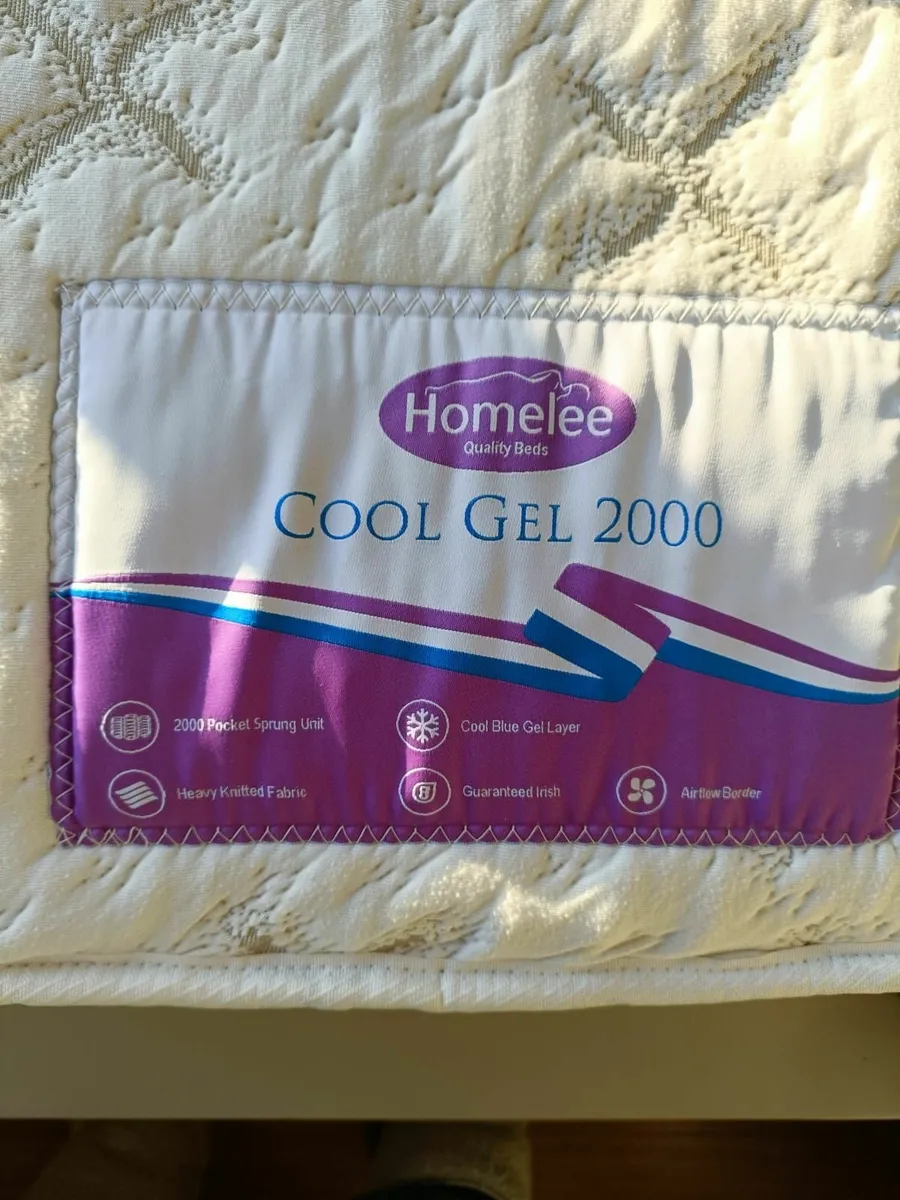 Homelee
Quality Beds
COOL GEL 2000
2000 Pocket Sprung Unit
Cool Blue Gel Layer
Heavy Knitted Fabric
Guaranteed Irish
Airflow Border